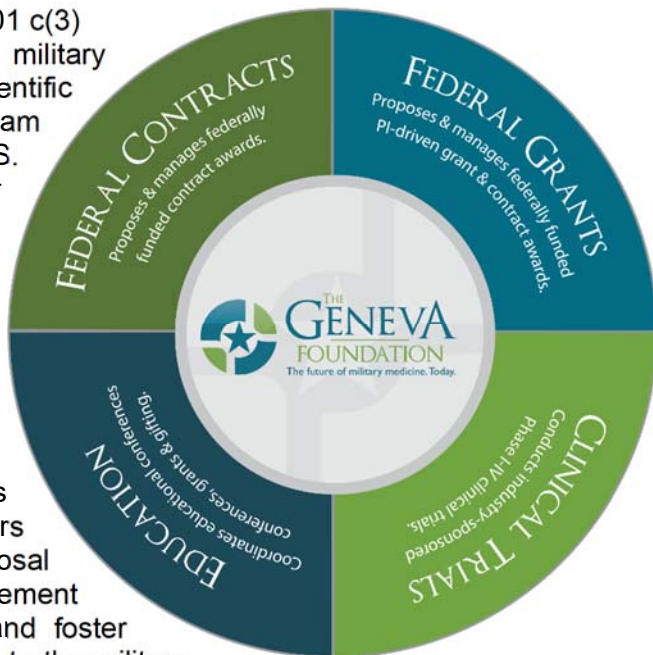 01 c(3)
military
entific
am
S.
s
rs
osal
ement
and foster
the military
FEDERAL CONTRACTS
Proposes & manages federally
funded contract awards.
FEDERAL GRANTS
Proposes & manages federally funded
PI-driven grant & contract awards.
THE
GENEVA
FOUNDATION
The future of military medicine. Today.
EDUCATION
Coordinates educational conferences
conferences, grants & gifting.
CLINICAL TRIALS
Conducts industry-sponsored
Phase I-IV clinical trials.